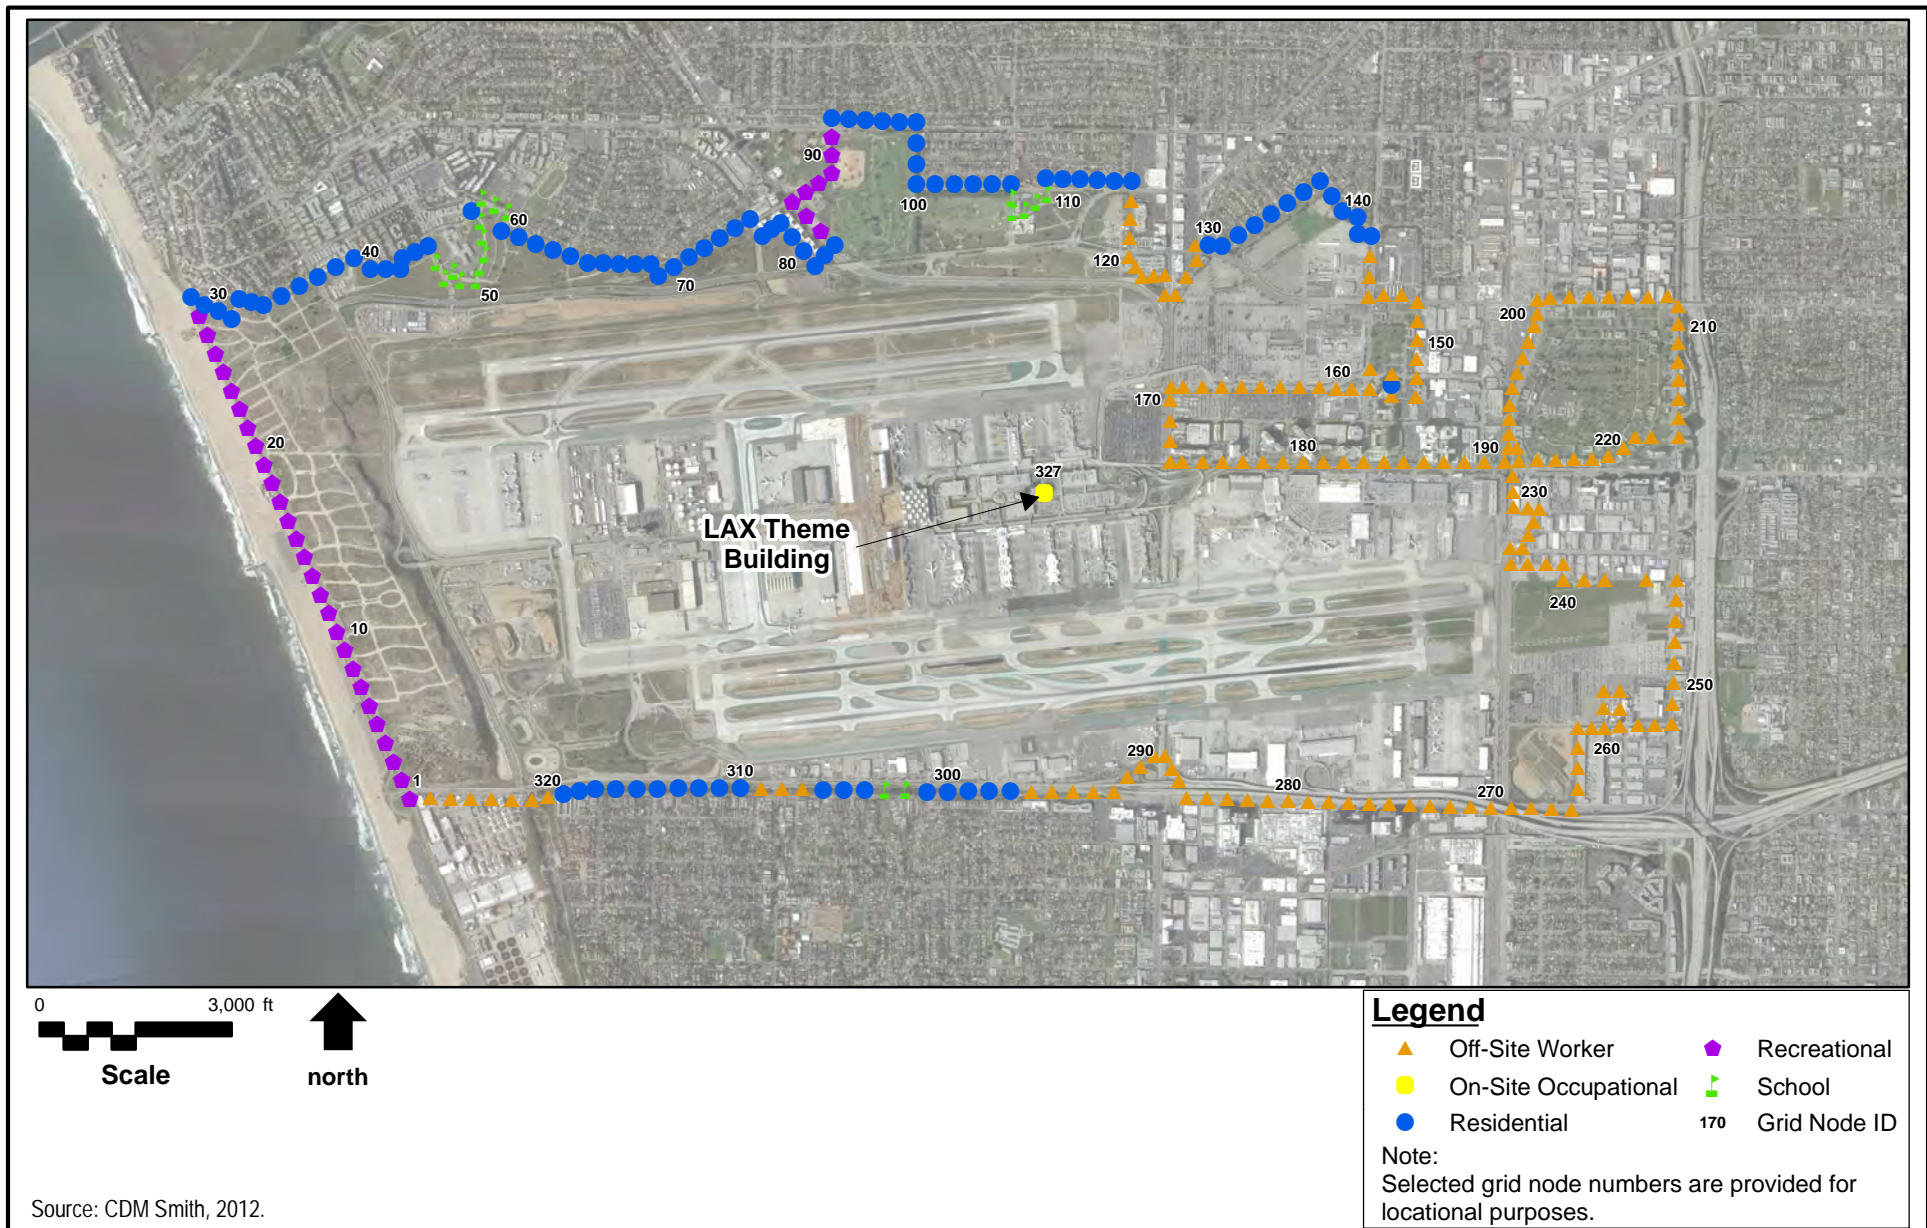 90
100
110
60
130
140
40
120
80
50
30
70
200
210
150
160
170
20
180
190
220
327
230
LAX Theme
Building
240
10
250
290
260
1
320
310
300
280
270
0
3,000 ft
Scale
north
Legend
Off-Site Worker
Recreational
On-Site Occupational
School
Residential
170
Grid Node ID
Note:
Selected grid node numbers are provided for
locational purposes.
Source: CDM Smith, 2012.